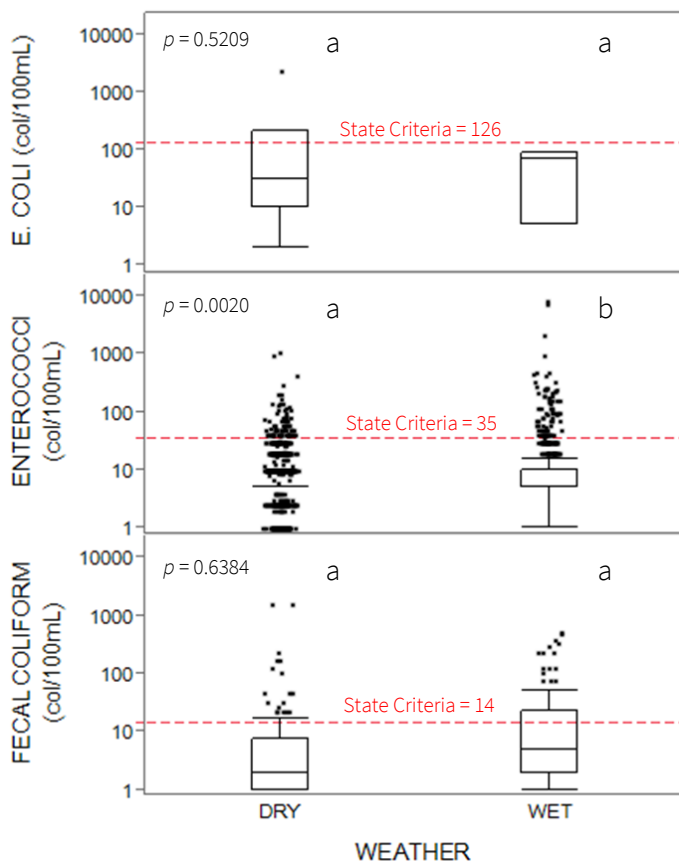 E. COLI (col/100mL)
10000
1000
100
10
1
p = 0.5209
a
a
State Criteria = 126
ENTEROCOCCI
(col/100mL)
10000
1000
100
10
1
p = 0.0020
a
b
State Criteria = 35
FECAL COLIFORM
(col/100mL)
10000
1000
100
10
1
p = 0.6384
a
a
State Criteria = 14
DRY
WET
WEATHER